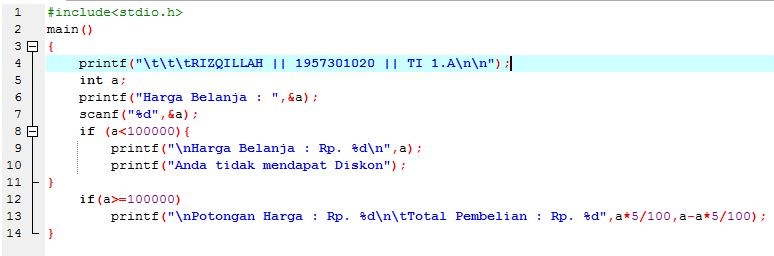 1 #include<stdio.h>
2 main()
3 {
4 printf("\t\t\tRIZQILLAH || 1957301020 || TI 1.A\n\n");
5 int a;
6 printf("Harga Belanja : ",&a);
7 scanf("%d",&a);
8 if (a<100000){
9 printf("\nHarga Belanja : Rp. %d\n",a);
10 printf("Anda tidak mendapat Diskon");
11 }
12 if(a>=100000)
13 printf("\nPotongan Harga : Rp. %d\n\tTotal Pembelian : Rp. %d",a*5/100,a-a*5/100);
14 }